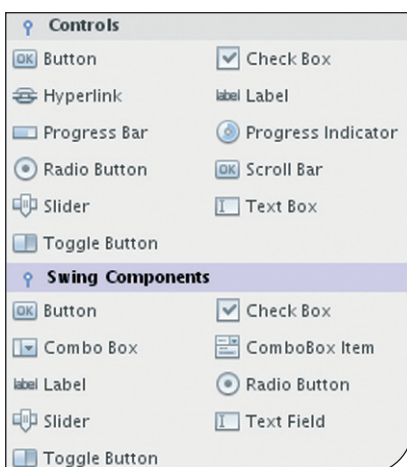 Controls
OK Button Check Box
Hyperlink label Label
Progress Bar Progress Indicator
Radio Button OK Scroll Bar
Slider Text Box
Toggle Button
Swing Components
OK Button Check Box
Combo Box ComboBox Item
label Label Radio Button
Slider Text Field
Toggle Button